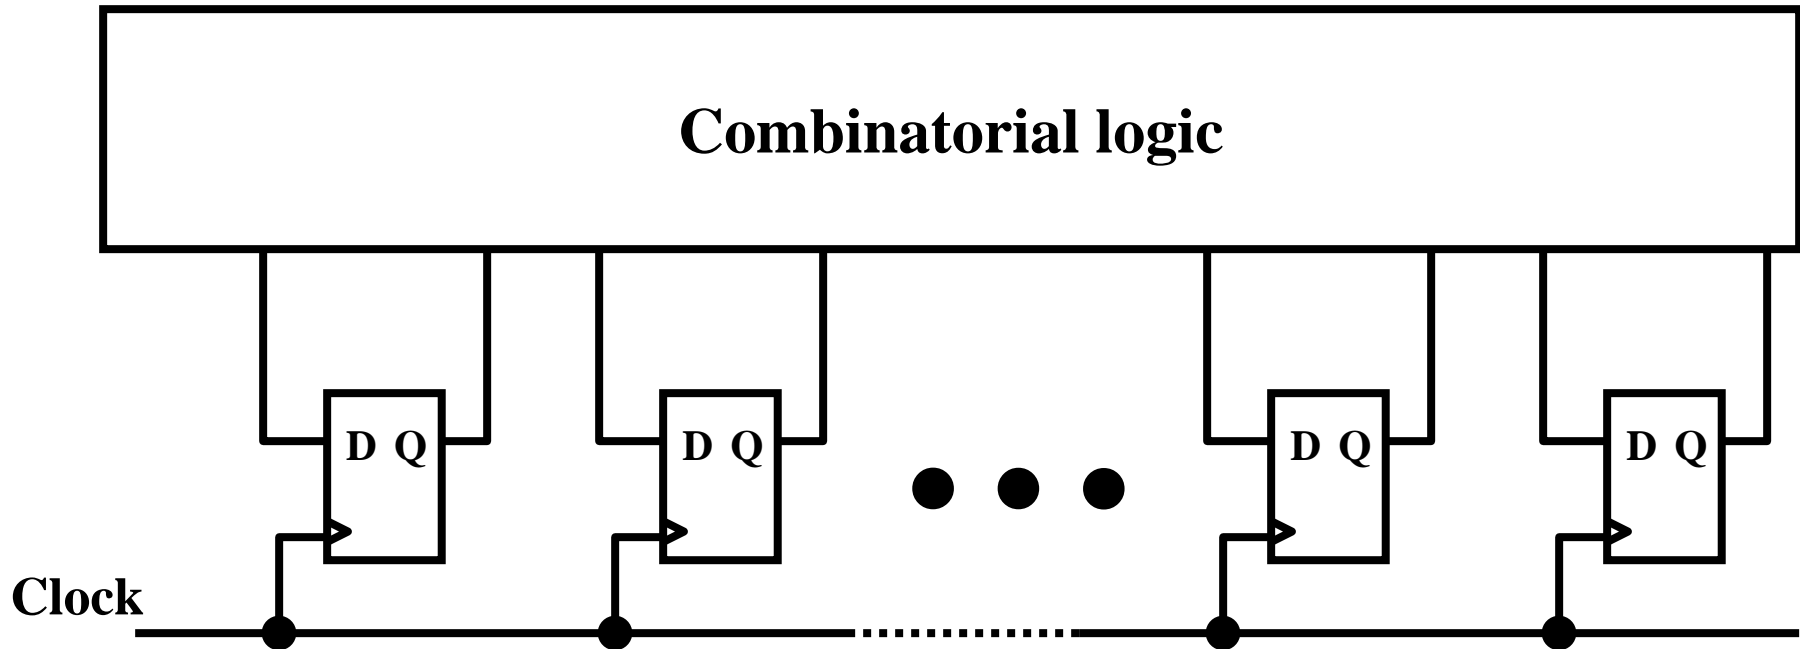 Combinatorial logic
D Q
D Q
D Q
D Q
Clock